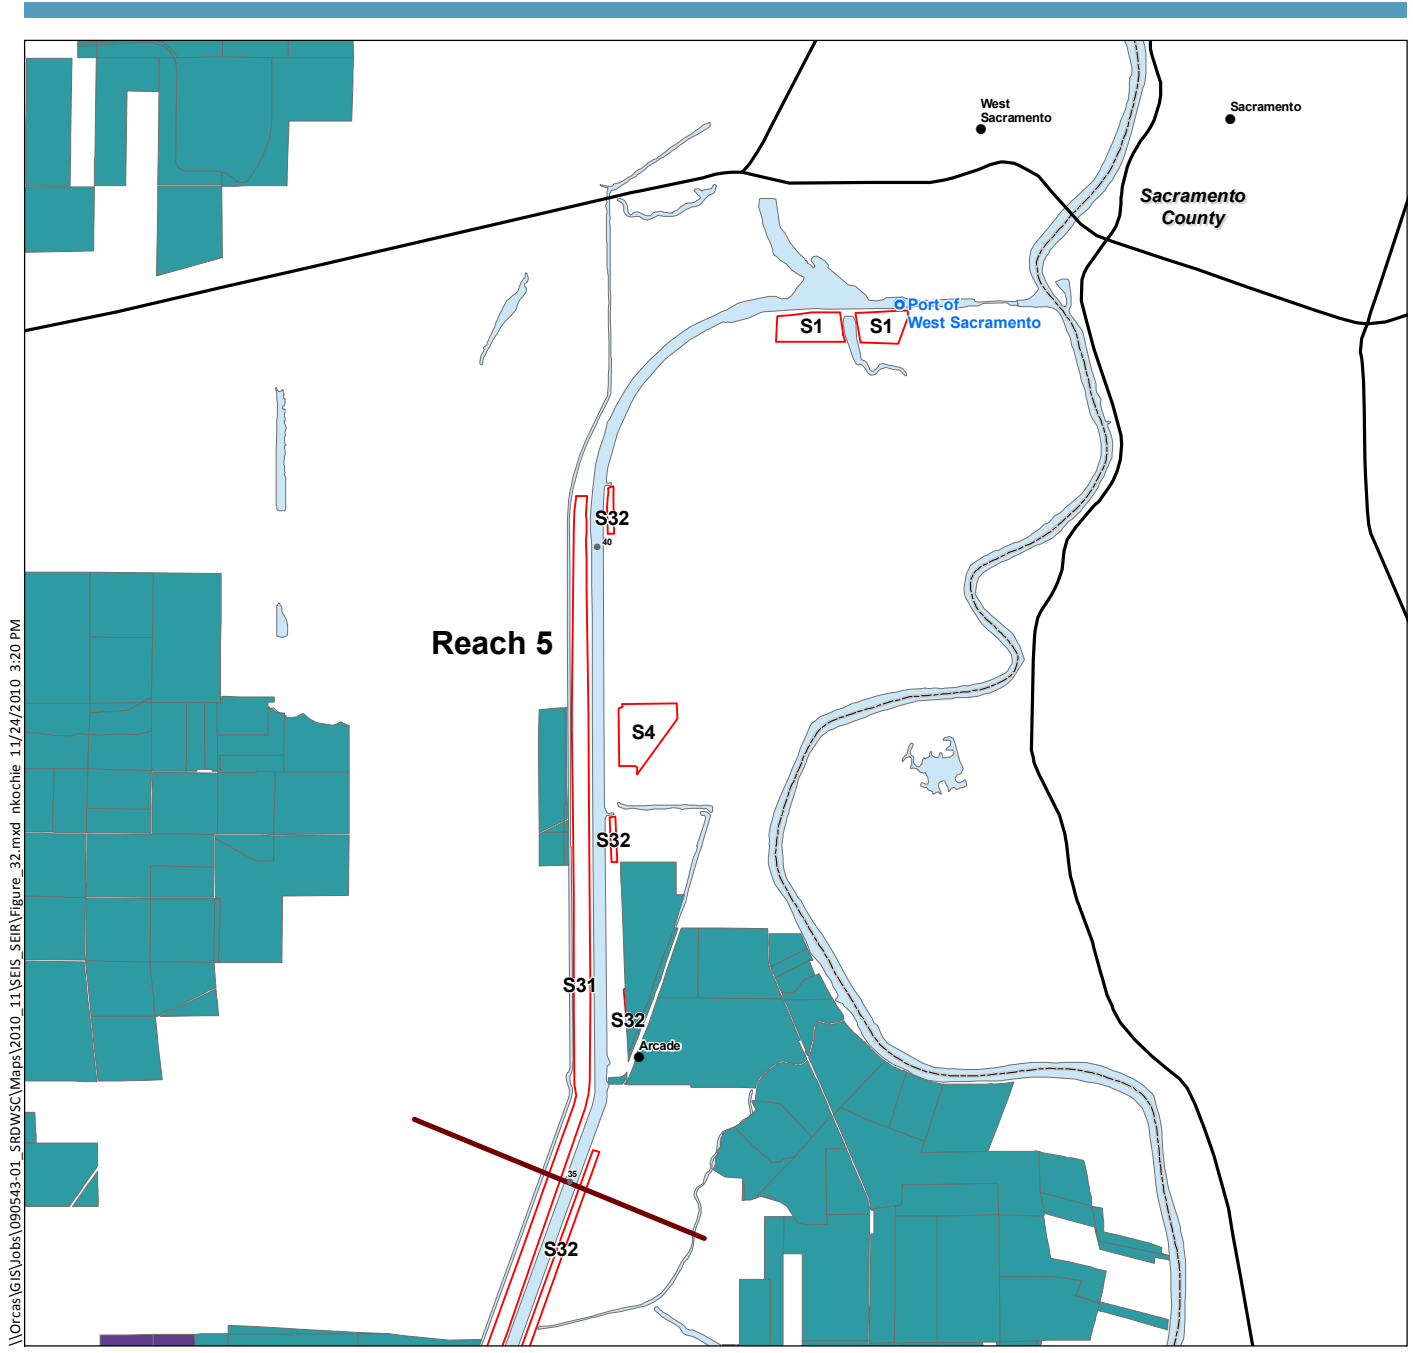 West
Sacramento
Sacramento
Sacramento
County
Port of
West Sacramento
S1
S1
S32
40
Reach 5
S4
S32
S31
S32
Arcade
35
S32
\\Orcas\GIS\Jobs\090543-01_SRDWSC\Maps\2010_11\SEIS_SEIR\Figure_32.mxd nkochie 11/24/2010 3:20 PM